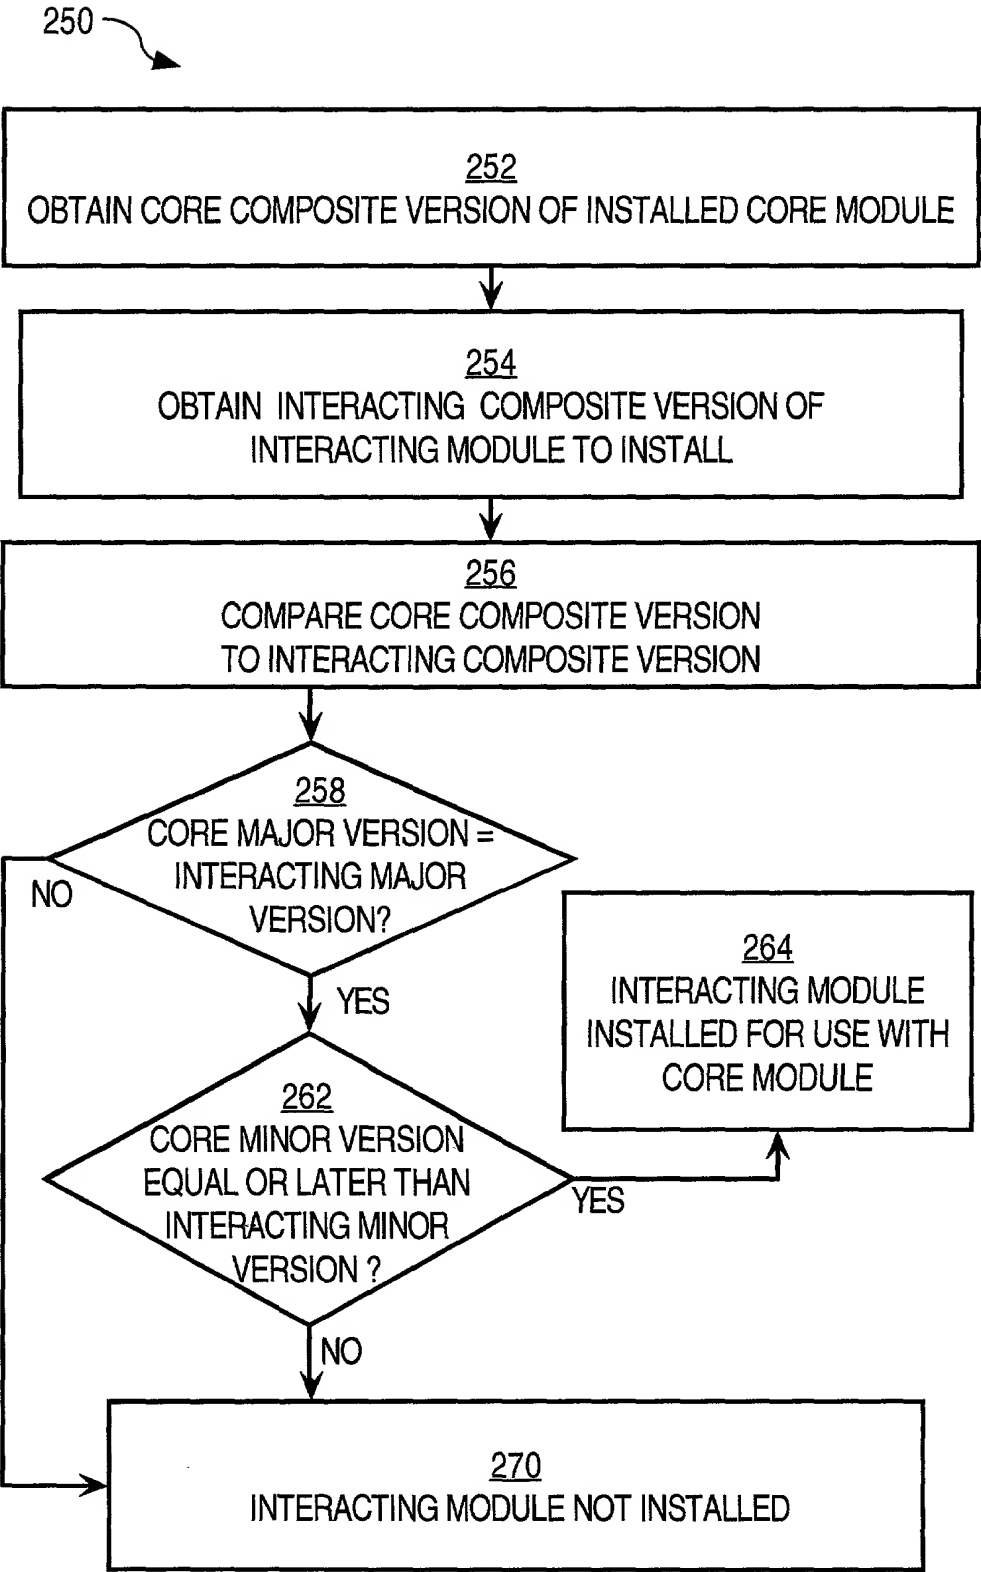 250
252
OBTAIN CORE COMPOSITE VERSION OF INSTALLED CORE MODULE
254
OBTAIN INTERACTING COMPOSITE VERSION OF
INTERACTING MODULE TO INSTALL
256
COMPARE CORE COMPOSITE VERSION
TO INTERACTING COMPOSITE VERSION
258
CORE MAJOR VERSION =
INTERACTING MAJOR
VERSION?
NO
YES
264
INTERACTING MODULE
INSTALLED FOR USE WITH
CORE MODULE
262
CORE MINOR VERSION
EQUAL OR LATER THAN
INTERACTING MINOR
VERSION ?
YES
NO
270
INTERACTING MODULE NOT INSTALLED